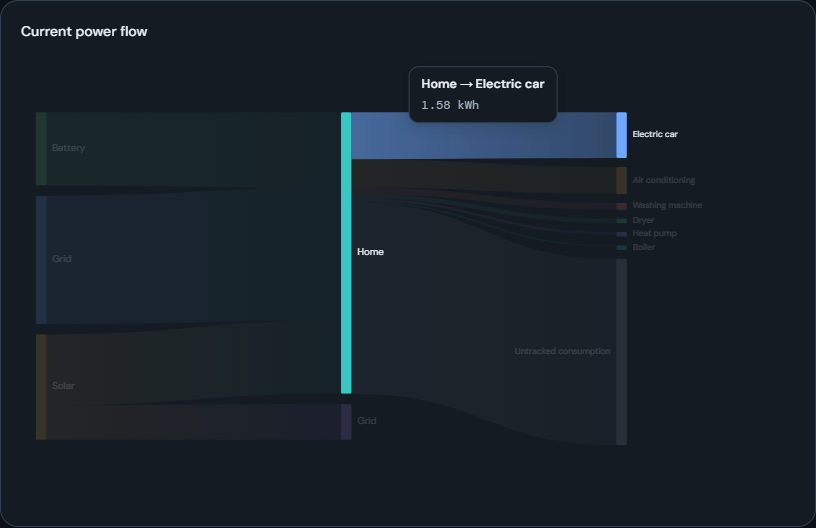 Current power flow
Home → Electric car
1.58 kWh
Electric car
Battery
Air conditioning
Washing machine
Dryer
Heat pump
Boiler
Home
Grid
Untracked consumption
Solar
Grid